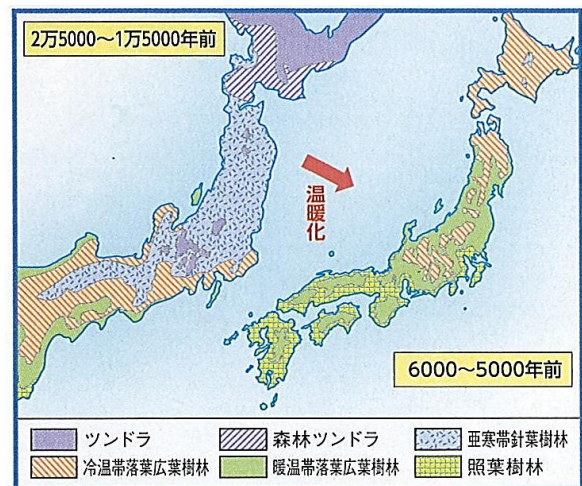 2万5000〜1万5000年前
温暖化
6000〜5000年前
ツンドラ
森林ツンドラ
亜寒帯針葉樹林
冷温帯落葉広葉樹林
暖温帯落葉広葉樹林
照葉樹林